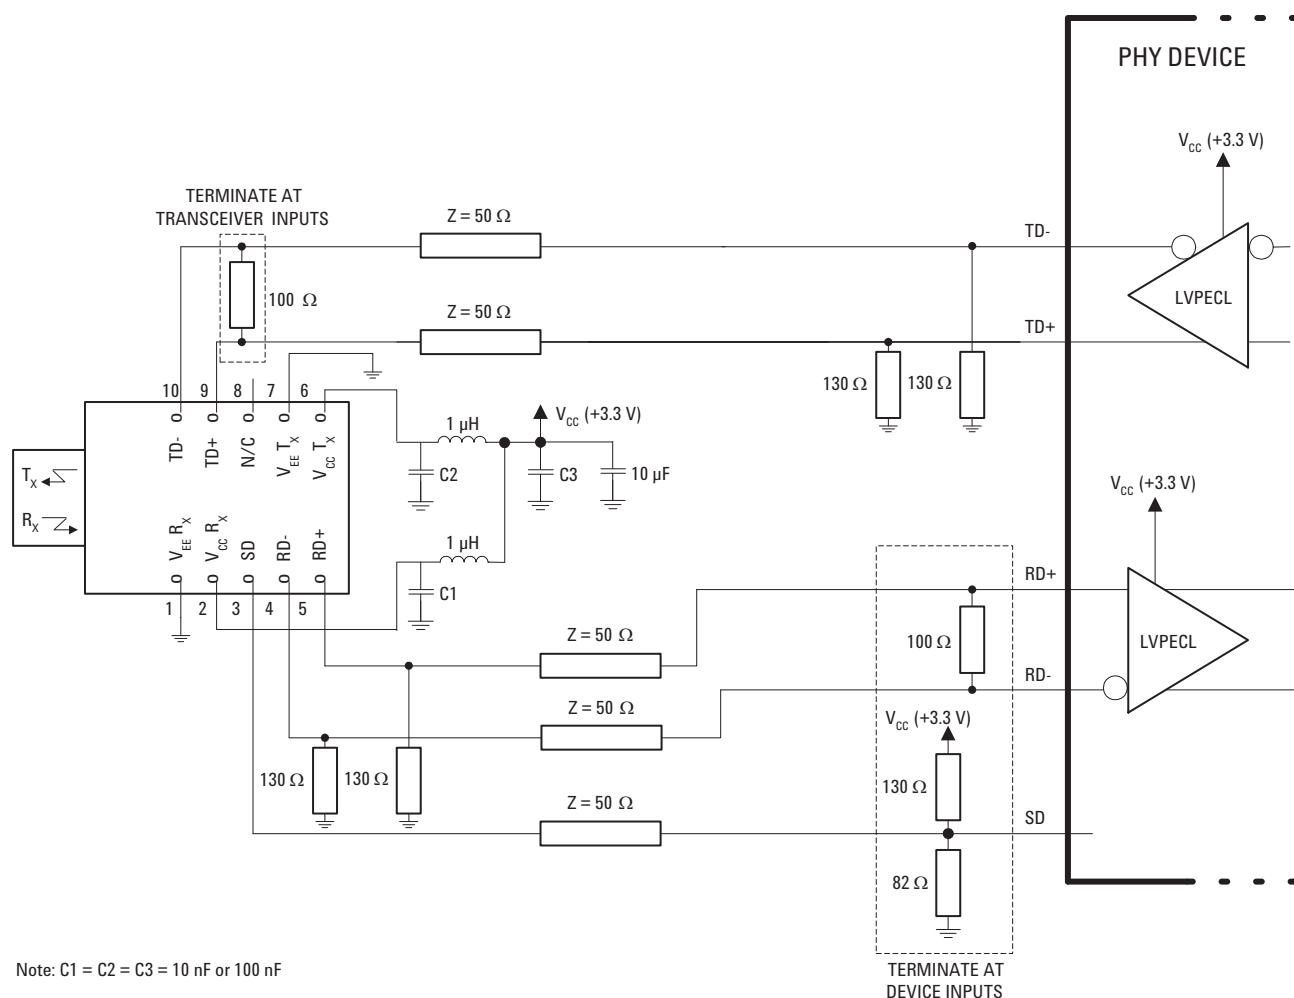 PHY DEVICE
V_CC (+3.3 V)
TERMINATE AT
TRANSCEIVER INPUTS
Z = 50 Ω
TD-
100 Ω
LVPECL
Z = 50 Ω
TD+
130 Ω
130 Ω
10
9
8
7
6
TD-
TD+
N/C
V_EE T_X
V_CC T_X
1 µH
V_CC (+3.3 V)
C2
C3
10 µF
T_X
R_X
V_EE R_X
V_CC R_X
SD
RD-
RD+
1 µH
C1
1
2
3
4
5
V_CC (+3.3 V)
RD+
Z = 50 Ω
100 Ω
LVPECL
RD-
Z = 50 Ω
V_CC (+3.3 V)
130 Ω
130 Ω
130 Ω
Z = 50 Ω
SD
82 Ω
Note: C1 = C2 = C3 = 10 nF or 100 nF
TERMINATE AT
DEVICE INPUTS